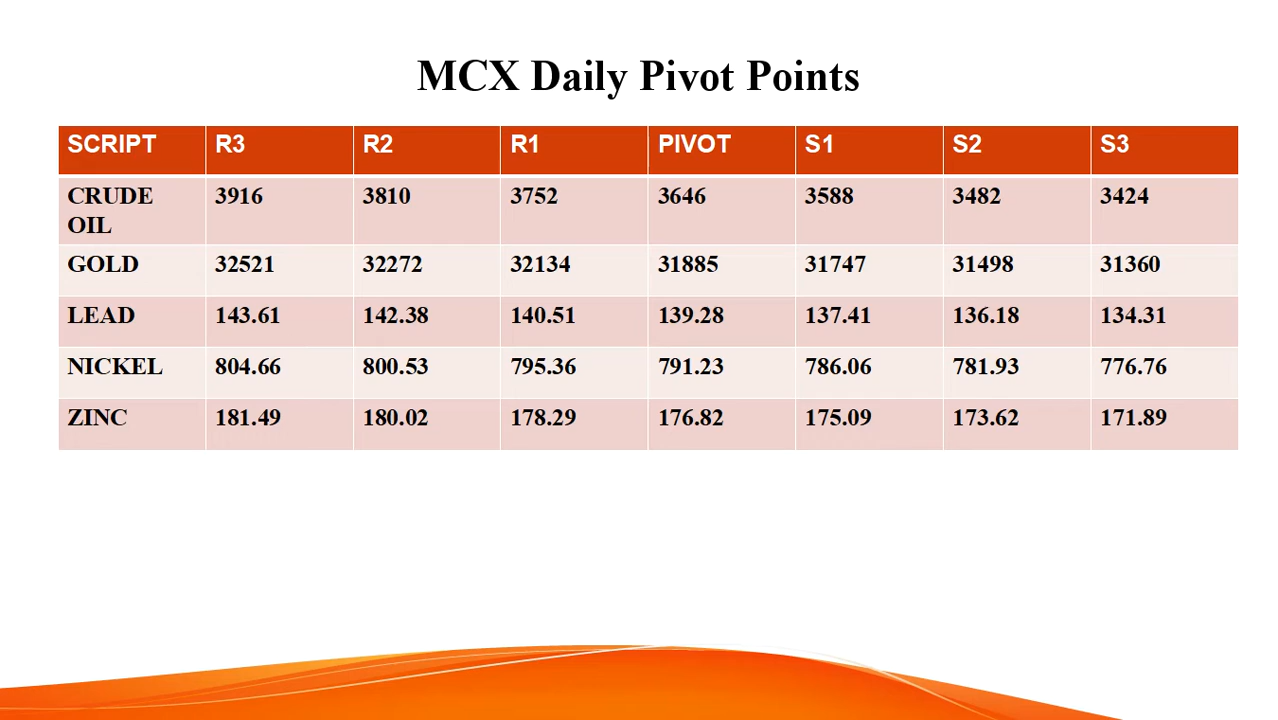 MCX Daily Pivot Points
SCRIPT R3 R2 R1 PIVOT S1 S2 S3
CRUDE OIL 3916 3810 3752 3646 3588 3482 3424
GOLD 32521 32272 32134 31885 31747 31498 31360
LEAD 143.61 142.38 140.51 139.28 137.41 136.18 134.31
NICKEL 804.66 800.53 795.36 791.23 786.06 781.93 776.76
ZINC 181.49 180.02 178.29 176.82 175.09 173.62 171.89